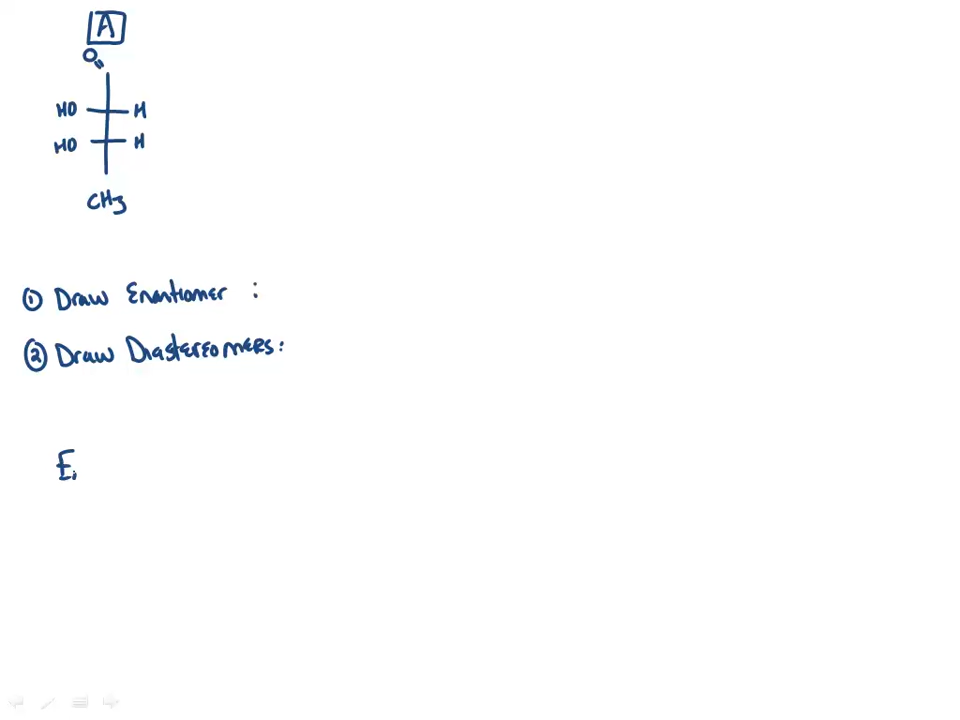 A
O
HO H
HO H
CH3
① Draw Enantiomer :
② Draw Diastereomers:
E